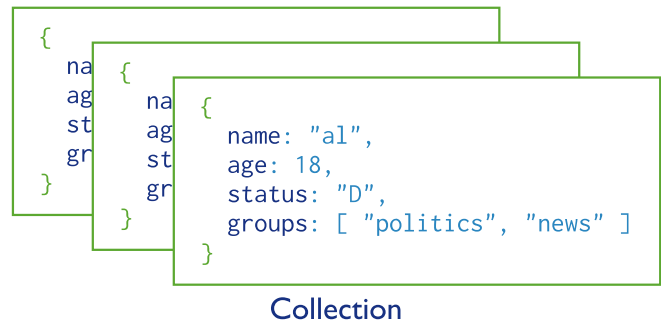 {
na
ag
st
gr
}
{
na
ag
st
gr
}
{
name: "al",
age: 18,
status: "D",
groups: [ "politics", "news" ]
}
Collection